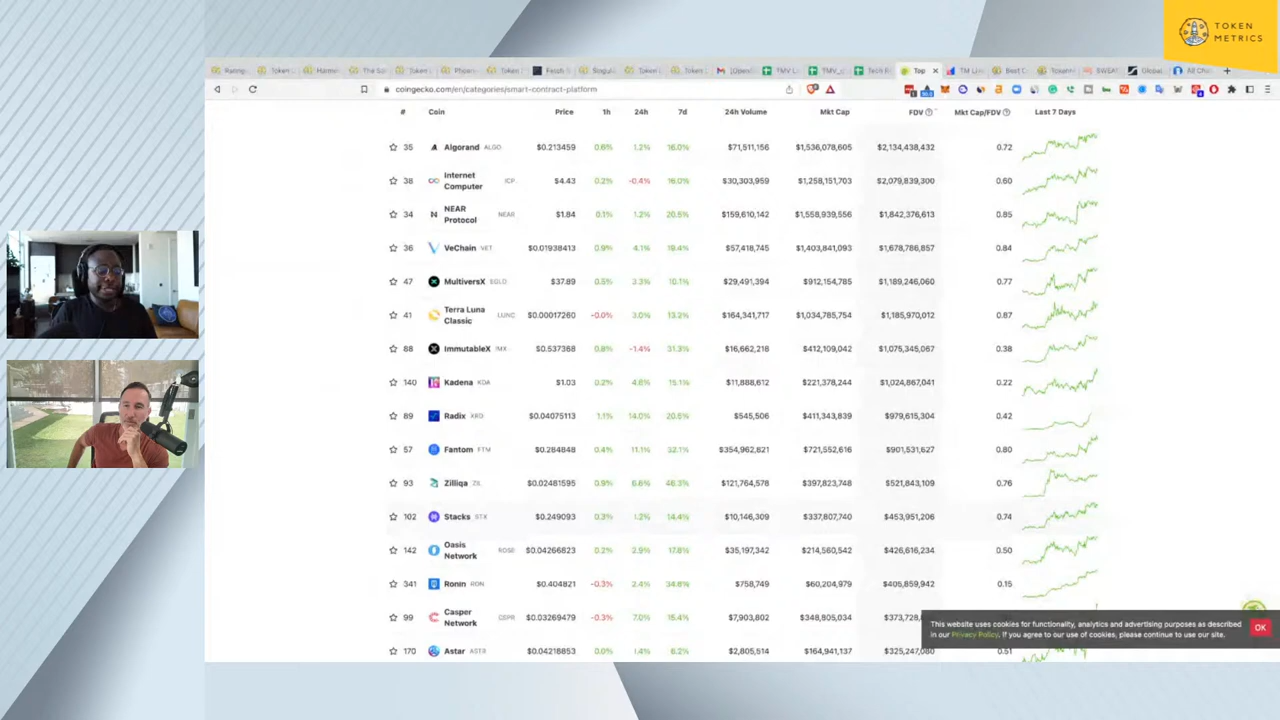 TOKEN
METRICS
Top
coingecko.com/en/categories/smart-contract-platform
# Coin Price 1h 24h 7d 24h Volume Mkt Cap FDV Mkt Cap/FDV Last 7 Days
35 Algorand ALGO $0.213459 0.6% 1.2% 16.0% $71,511,156 $1,536,078,605 $2,134,438,432 0.72
38 Internet Computer ICP $4.43 0.2% -0.4% 16.0% $30,303,959 $1,258,151,703 $2,079,839,300 0.60
34 NEAR Protocol NEAR $1.84 0.1% 1.2% 20.5% $159,610,142 $1,558,939,556 $1,842,376,613 0.85
36 VeChain VET $0.01938413 0.9% 4.1% 19.4% $57,418,745 $1,403,841,093 $1,678,786,857 0.84
47 MultiversX EGLD $37.89 0.5% 3.3% 10.1% $29,491,394 $912,154,785 $1,189,246,060 0.77
41 Terra Luna Classic LUNC $0.00017260 -0.0% 3.0% 13.2% $164,341,717 $1,034,785,754 $1,185,970,012 0.87
88 ImmutableX IMX $0.537368 0.8% -1.4% 31.3% $16,662,218 $412,109,042 $1,075,345,067 0.38
140 Kadena KDA $1.03 0.2% 4.6% 15.1% $11,888,612 $221,378,244 $1,024,867,041 0.22
89 Radix XRD $0.04075113 1.1% 14.0% 20.6% $545,506 $411,343,839 $979,615,304 0.42
57 Fantom FTM $0.284848 0.4% 11.1% 32.1% $354,962,821 $721,552,616 $901,531,627 0.80
93 Zilliqa ZIL $0.02481595 0.9% 6.6% 46.3% $121,764,578 $397,823,748 $521,843,109 0.76
102 Stacks STX $0.249093 0.3% 1.2% 14.4% $10,146,309 $337,807,740 $453,951,206 0.74
142 Oasis Network ROSE $0.04266823 0.2% 2.9% 17.8% $35,197,342 $214,560,542 $426,616,234 0.50
341 Ronin RON $0.404821 -0.3% 2.4% 34.8% $758,749 $60,204,979 $405,859,942 0.15
99 Casper Network CSPR $0.03269479 -0.3% 7.0% 15.4% $7,903,802 $348,805,034 $373,728,
170 Astar ASTR $0.04218853 0.0% 1.4% 6.2% $2,805,514 $164,941,137 $325,247,080 0.51
This website uses cookies for functionality, analytics and advertising purposes as described
in our Privacy Policy. If you agree to our use of cookies, please continue to use our site.
OK